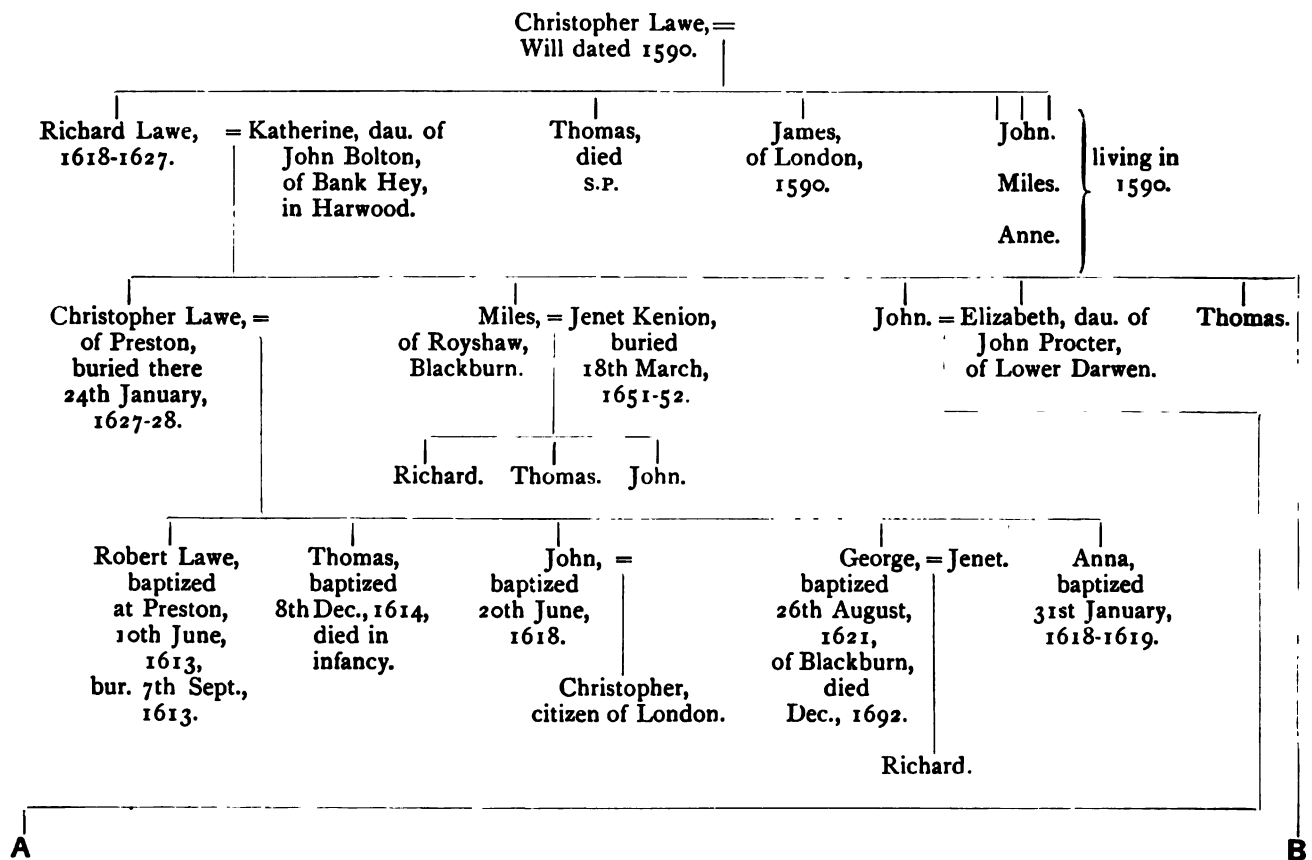 Christopher Lawe, =
Will dated 1590.
Richard Lawe,
1618-1627.
= Katherine, dau. of
John Bolton,
of Bank Hey,
in Harwood.
Thomas,
died
S.P.
James,
of London,
1590.
John.
Miles.
Anne.
living in
1590.
Christopher Lawe, =
of Preston,
buried there
24th January,
1627-28.
Miles,
of Royshaw,
Blackburn.
= Jenet Kenion,
buried
18th March,
1651-52.
John.
= Elizabeth, dau. of
John Procter,
of Lower Darwen.
Thomas.
Richard.
Thomas.
John.
Robert Lawe,
baptized
at Preston,
10th June,
1613,
bur. 7th Sept.,
1613.
Thomas,
baptized
8th Dec., 1614,
died in
infancy.
John, =
baptized
20th June,
1618.
Christopher,
citizen of London.
George, = Jenet.
baptized
26th August,
1621,
of Blackburn,
died
Dec., 1692.
Anna,
baptized
31st January,
1618-1619.
Richard.
A
B